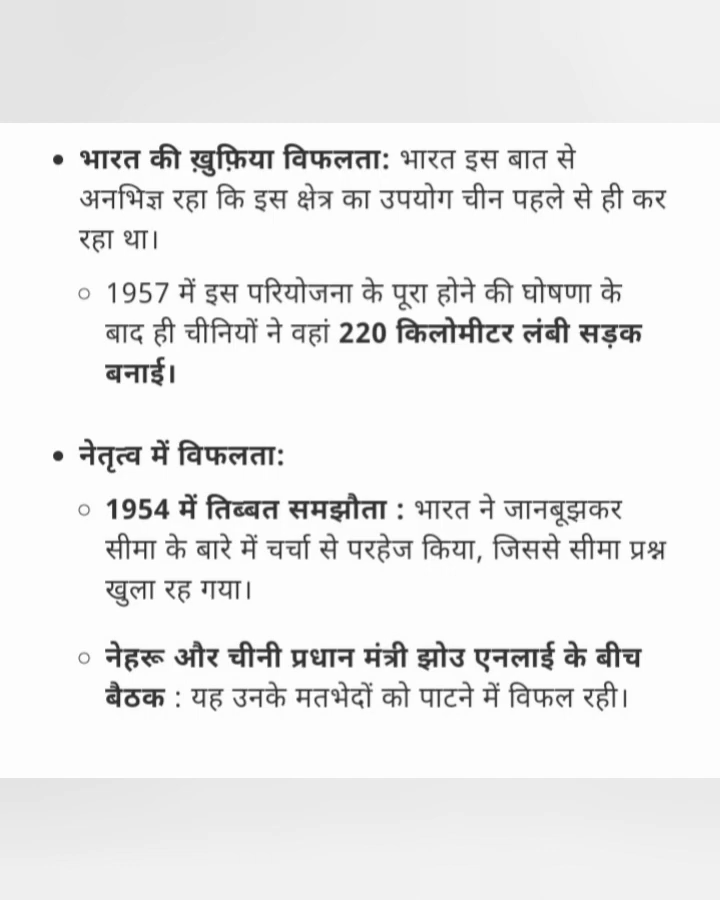 • भारत की ख़ुफ़िया विफलता: भारत इस बात से
अनभिज्ञ रहा कि इस क्षेत्र का उपयोग चीन पहले से ही कर
रहा था।
○ 1957 में इस परियोजना के पूरा होने की घोषणा के
बाद ही चीनियों ने वहां 220 किलोमीटर लंबी सड़क
बनाई।
• नेतृत्व में विफलता:
○ 1954 में तिब्बत समझौता : भारत ने जानबूझकर
सीमा के बारे में चर्चा से परहेज किया, जिससे सीमा प्रश्न
खुला रह गया।
○ नेहरू और चीनी प्रधान मंत्री झोउ एनलाई के बीच
बैठक : यह उनके मतभेदों को पाटने में विफल रही।